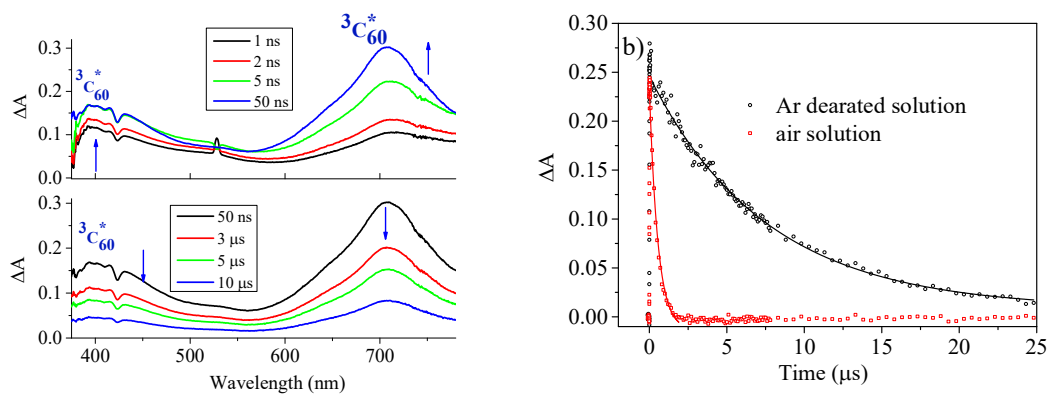 ³C₆₀*
0.3
0.2
0.1
0.0
ΔA
1 ns
2 ns
5 ns
50 ns
³C₆₀*
0.3
0.2
0.1
0.0
ΔA
³C₆₀*
50 ns
3 μs
5 μs
10 μs
400 500 600 700
Wavelength (nm)
b)
0.30
0.25
0.20
0.15
0.10
0.05
0.00
ΔA
Ar dearated solution
air solution
0 5 10 15 20 25
Time (μs)